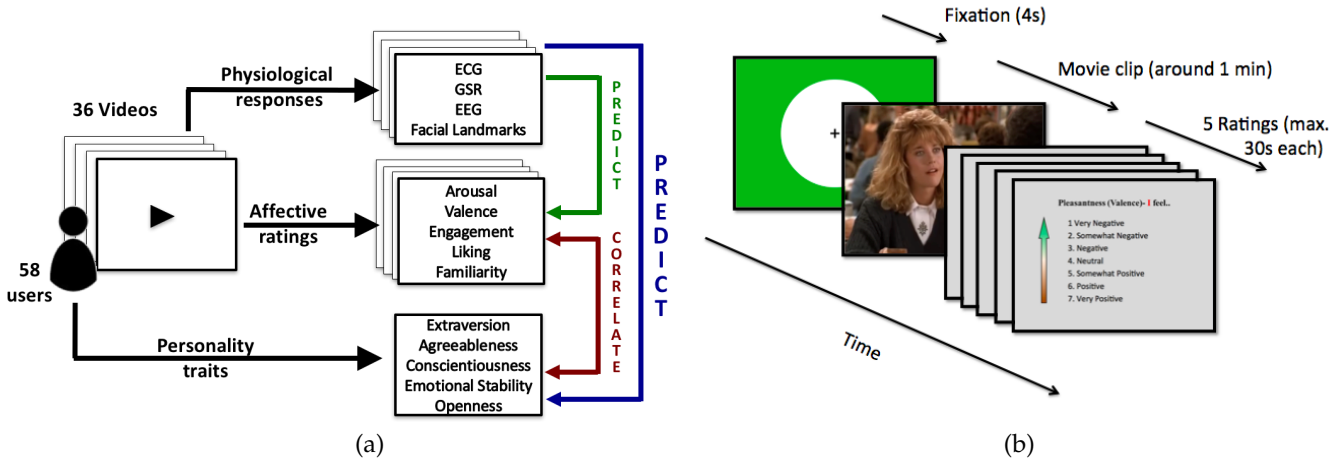 36 Videos
58
users
Physiological
responses
ECG
GSR
EEG
Facial Landmarks
Affective
ratings
Arousal
Valence
Engagement
Liking
Familiarity
Personality
traits
Extraversion
Agreeableness
Conscientiousness
Emotional Stability
Openness
PREDICT
CORRELATE
PREDICT
(a)
Fixation (4s)
Movie clip (around 1 min)
5 Ratings (max.
30s each)
+
Pleasantness (Valence)- I feel..
1 Very Negative
2. Somewhat Negative
3. Negative
4. Neutral
5. Somewhat Positive
6. Positive
7. Very Positive
Time
(b)